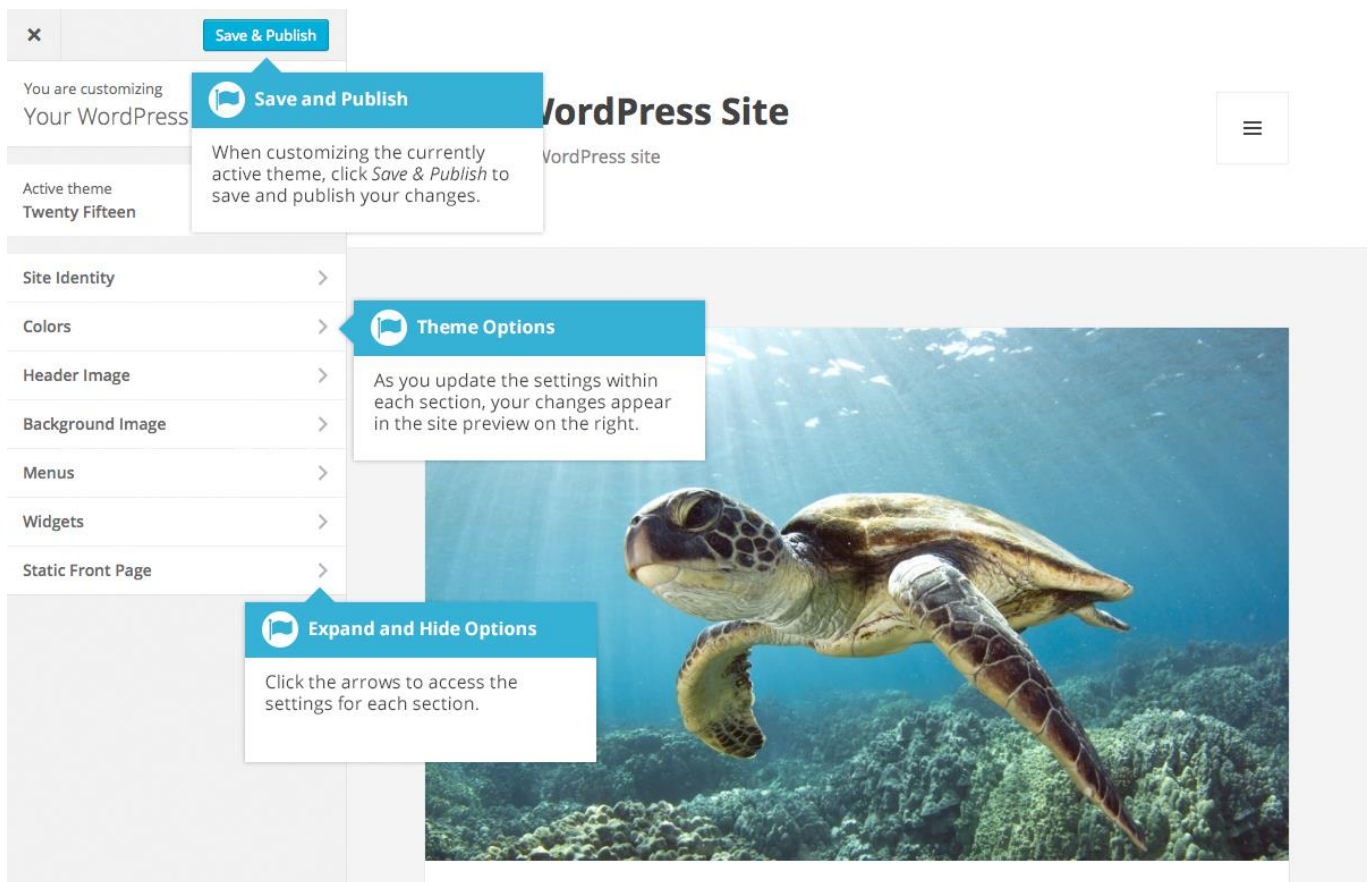 Save & Publish
You are customizing
Your WordPress
Save and Publish
When customizing the currently
active theme, click Save & Publish to
save and publish your changes.
WordPress Site
WordPress site
Active theme
Twenty Fifteen
Site Identity
Colors
Header Image
Background Image
Menus
Widgets
Static Front Page
Theme Options
As you update the settings within
each section, your changes appear
in the site preview on the right.
Expand and Hide Options
Click the arrows to access the
settings for each section.